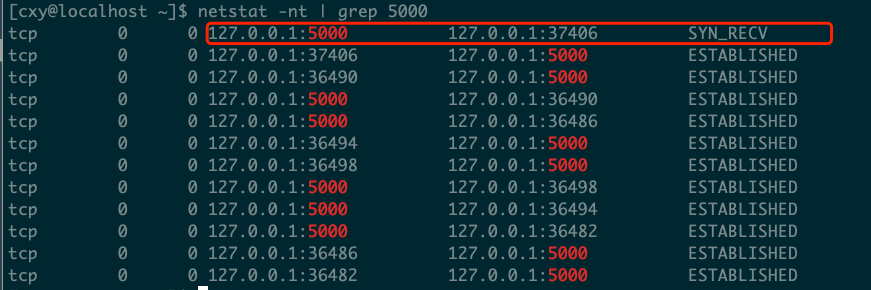 [cxy@localhost ~]$ netstat -nt | grep 5000
tcp 0 0 127.0.0.1:5000 127.0.0.1:37406 SYN_RECV
tcp 0 0 127.0.0.1:37406 127.0.0.1:5000 ESTABLISHED
tcp 0 0 127.0.0.1:36490 127.0.0.1:5000 ESTABLISHED
tcp 0 0 127.0.0.1:5000 127.0.0.1:36490 ESTABLISHED
tcp 0 0 127.0.0.1:5000 127.0.0.1:36486 ESTABLISHED
tcp 0 0 127.0.0.1:36494 127.0.0.1:5000 ESTABLISHED
tcp 0 0 127.0.0.1:36498 127.0.0.1:5000 ESTABLISHED
tcp 0 0 127.0.0.1:5000 127.0.0.1:36498 ESTABLISHED
tcp 0 0 127.0.0.1:5000 127.0.0.1:36494 ESTABLISHED
tcp 0 0 127.0.0.1:5000 127.0.0.1:36482 ESTABLISHED
tcp 0 0 127.0.0.1:36486 127.0.0.1:5000 ESTABLISHED
tcp 0 0 127.0.0.1:36482 127.0.0.1:5000 ESTABLISHED